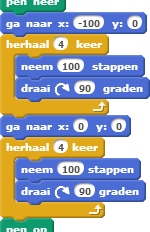 pen neer
ga naar x: -100 y: 0
herhaal 4 keer
neem 100 stappen
draai 90 graden
ga naar x: 0 y: 0
herhaal 4 keer
neem 100 stappen
draai 90 graden
pen op